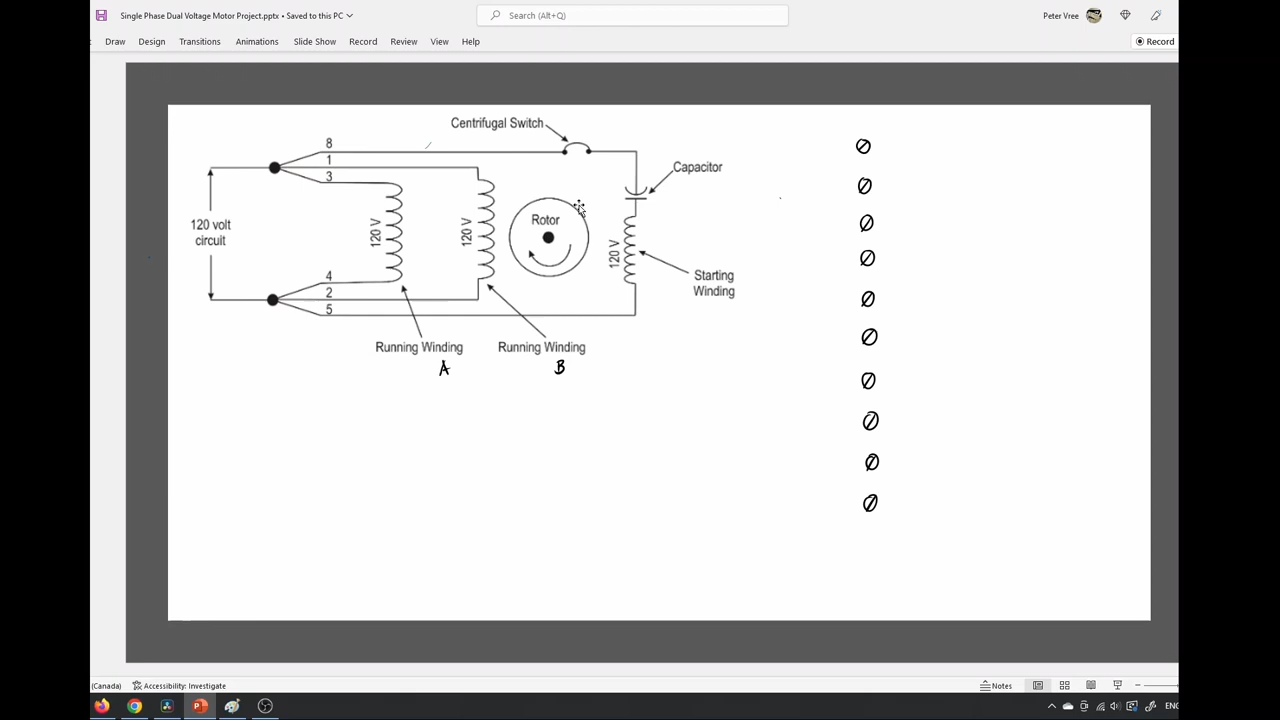 Single Phase Dual Voltage Motor Project.pptx • Saved to this PC
Search (Alt+Q)
Peter Vree
Draw Design Transitions Animations Slide Show Record Review View Help
Record
Centrifugal Switch
8
1
3
Capacitor
120 volt
circuit
120 V
120 V
Rotor
120 V
Starting
Winding
4
2
5
Running Winding
Running Winding
A
B
Ø
Ø
Ø
Ø
Ø
Ø
Ø
Ø
Ø
Ø
(Canada) Accessibility: Investigate
Notes
ENG